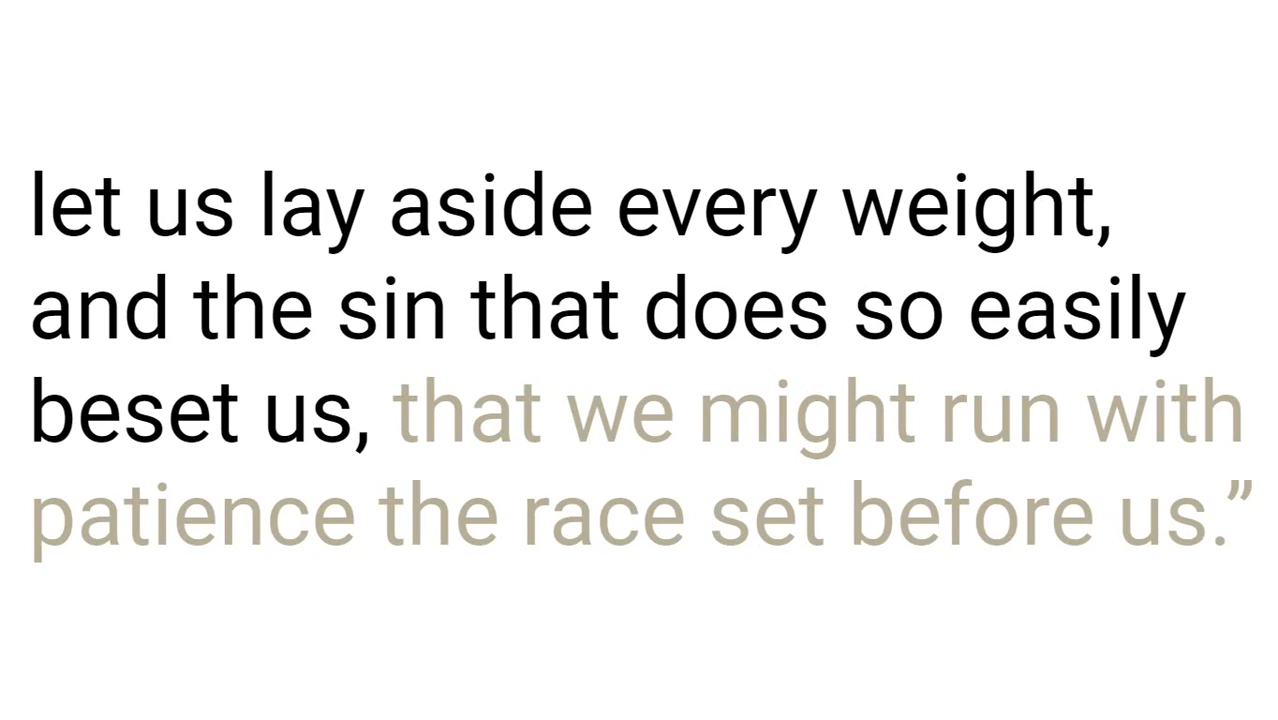 let us lay aside every weight,
and the sin that does so easily
beset us, that we might run with
patience the race set before us.”